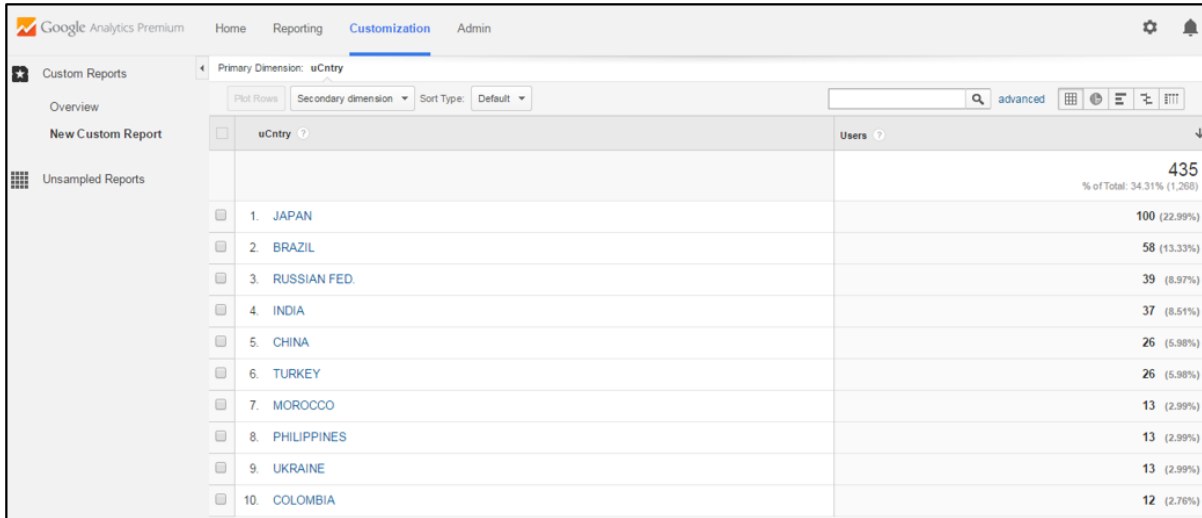 Google Analytics Premium Home Reporting Customization Admin
Custom Reports
Overview
New Custom Report
Unsampled Reports
Primary Dimension: uCntry
Plot Rows Secondary dimension Sort Type: Default advanced
uCntry ? Users ?
435
% of Total: 34.31% (1,268)
1. JAPAN 100 (22.99%)
2. BRAZIL 58 (13.33%)
3. RUSSIAN FED. 39 (8.97%)
4. INDIA 37 (8.51%)
5. CHINA 26 (5.98%)
6. TURKEY 26 (5.98%)
7. MOROCCO 13 (2.99%)
8. PHILIPPINES 13 (2.99%)
9. UKRAINE 13 (2.99%)
10. COLOMBIA 12 (2.76%)